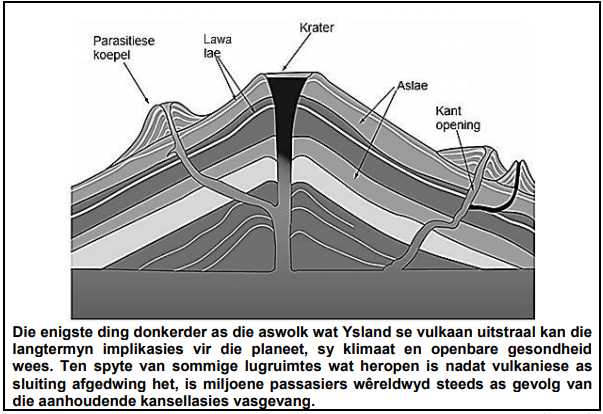 Krater
Parasitiese
koepel
Lawa
lae
Aslae
Kant
opening
Die enigste ding donkerder as die aswolk wat Ysland se vulkaan uitstraal kan die
langtermyn implikasies vir die planeet, sy klimaat en openbare gesondheid
wees. Ten spyte van sommige lugruimtes wat heropen is nadat vulkaniese as
sluiting afgedwing het, is miljoene passasiers wêreldwyd steeds as gevolg van
die aanhoudende kansellasies vasgevang.